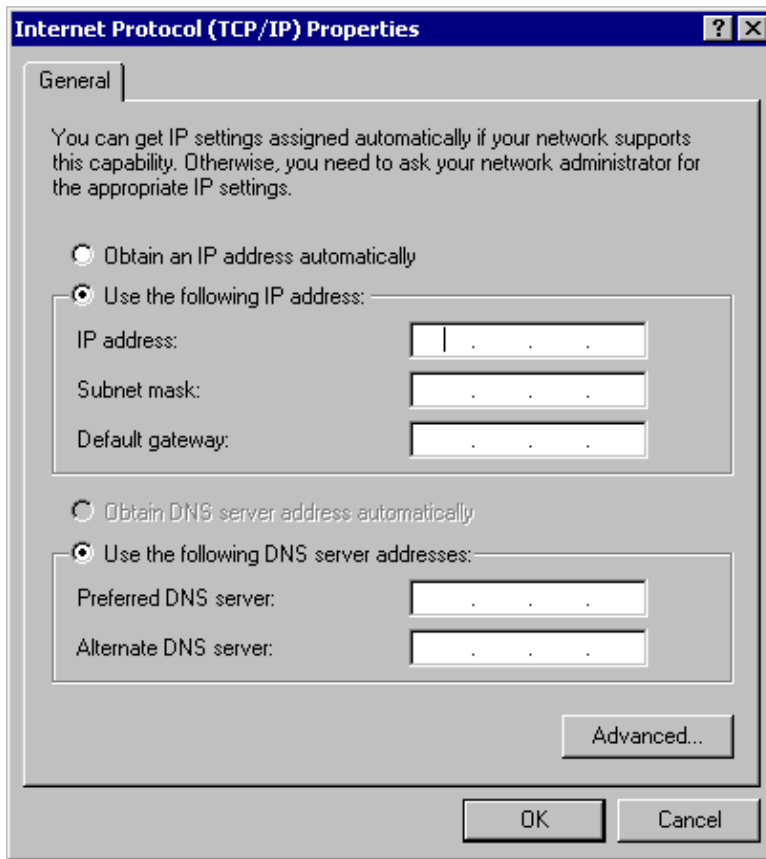 Internet Protocol (TCP/IP) Properties
General
You can get IP settings assigned automatically if your network supports
this capability. Otherwise, you need to ask your network administrator for
the appropriate IP settings.
Obtain an IP address automatically
Use the following IP address:
IP address:
Subnet mask:
Default gateway:
Obtain DNS server address automatically
Use the following DNS server addresses:
Preferred DNS server:
Alternate DNS server:
Advanced...
OK
Cancel